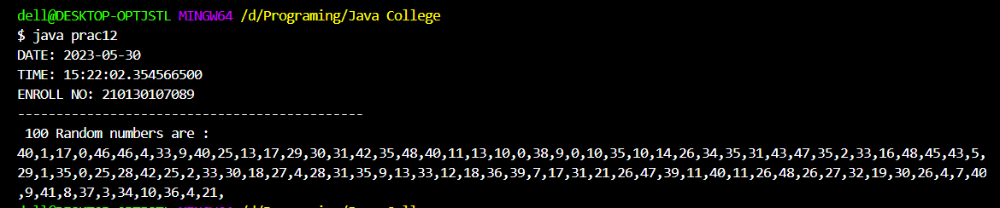 dell@DESKTOP-OPTJSTL MINGW64 /d/Programing/Java College
$ java prac12
DATE: 2023-05-30
TIME: 15:22:02.354566500
ENROLL NO: 210130107089
---------------------------------------------
 100 Random numbers are :
40,1,17,0,46,46,4,33,9,40,25,13,17,29,30,31,42,35,48,40,11,13,10,0,38,9,0,10,35,10,14,26,34,35,31,43,47,35,2,33,16,48,45,43,5,
29,1,35,0,25,28,42,25,2,33,30,18,27,4,28,31,35,9,13,33,12,18,36,39,7,17,31,21,26,47,39,11,40,11,26,48,26,27,32,19,30,26,4,7,40
,9,41,8,37,3,34,10,36,4,21,